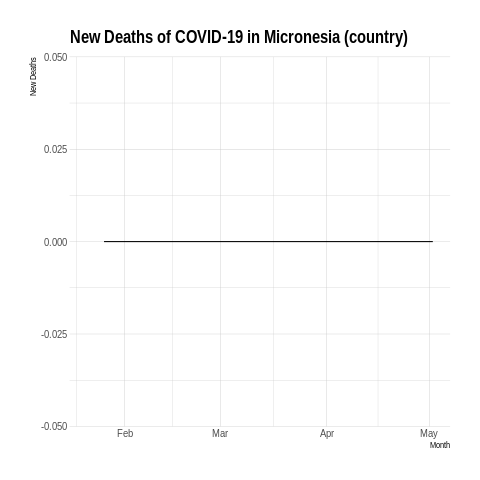 New Deaths of COVID-19 in Micronesia (country)
New Deaths
0.050
0.025
0.000
-0.025
-0.050
Feb Mar Apr May
Month